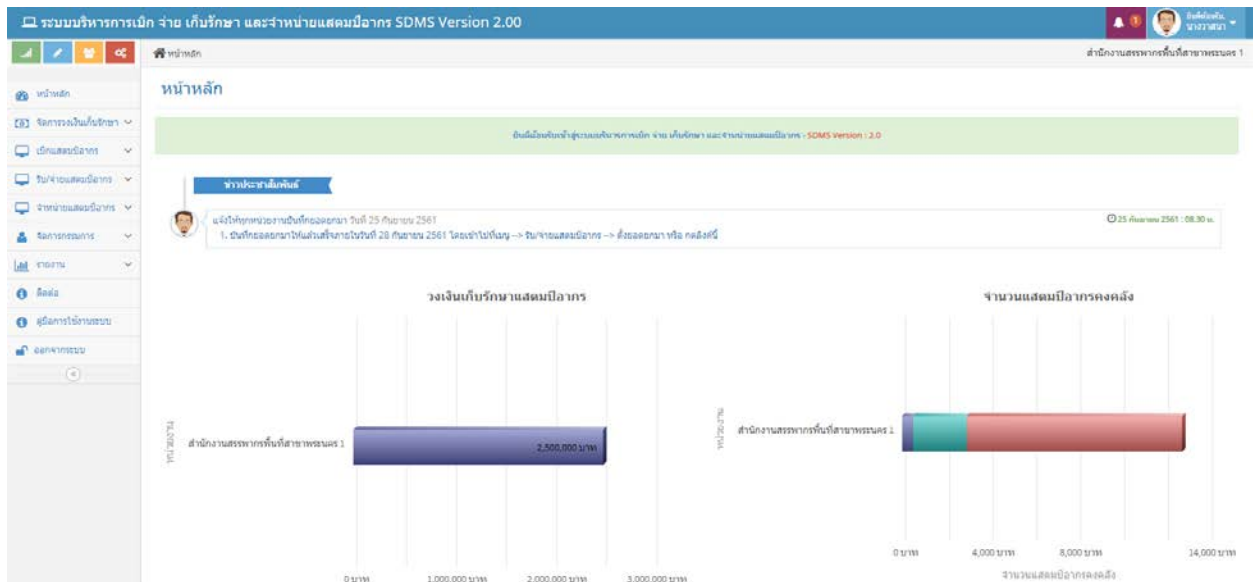 ระบบบริหารการเบิก จ่าย เก็บรักษา และจำหน่ายแสตมป์อากร SDMS Version 2.00
1
ยินดีต้อนรับ,
นางวาสนา
หน้าหลัก
สำนักงานสรรพากรพื้นที่สาขาพระนคร 1
หน้าหลัก
หน้าหลัก
จัดการวงเงินเก็บรักษา
เบิกแสตมป์อากร
รับ/จ่ายแสตมป์อากร
จำหน่ายแสตมป์อากร
จัดการกรรมการ
รายงาน
ติดต่อ
คู่มือการใช้งานระบบ
ออกจากระบบ
ยินดีต้อนรับเข้าสู่ระบบบริหารการเบิก จ่าย เก็บรักษา และจำหน่ายแสตมป์อากร : SDMS Version : 2.0
ข่าวประชาสัมพันธ์
แจ้งให้ทุกหน่วยงานบันทึกยอดยกมา วันที่ 25 กันยายน 2561
25 กันยายน 2561 : 08.30 น.
1. บันทึกยอดยกมาให้แล้วเสร็จภายในวันที่ 28 กันยายน 2561 โดยเข้าไปที่เมนู --> รับ/จ่ายแสตมป์อากร --> ตั้งยอดยกมา หรือ กดลิงค์นี้
วงเงินเก็บรักษาแสตมป์อากร
หน่วยงาน
สำนักงานสรรพากรพื้นที่สาขาพระนคร 1
2,500,000 บาท
0 บาท
1,000,000 บาท
2,000,000 บาท
3,000,000 บาท
จำนวนแสตมป์อากรคงคลัง
หน่วยงาน
สำนักงานสรรพากรพื้นที่สาขาพระนคร 1
0 บาท
4,000 บาท
8,000 บาท
14,000 บาท
จำนวนแสตมป์อากรคงคลัง